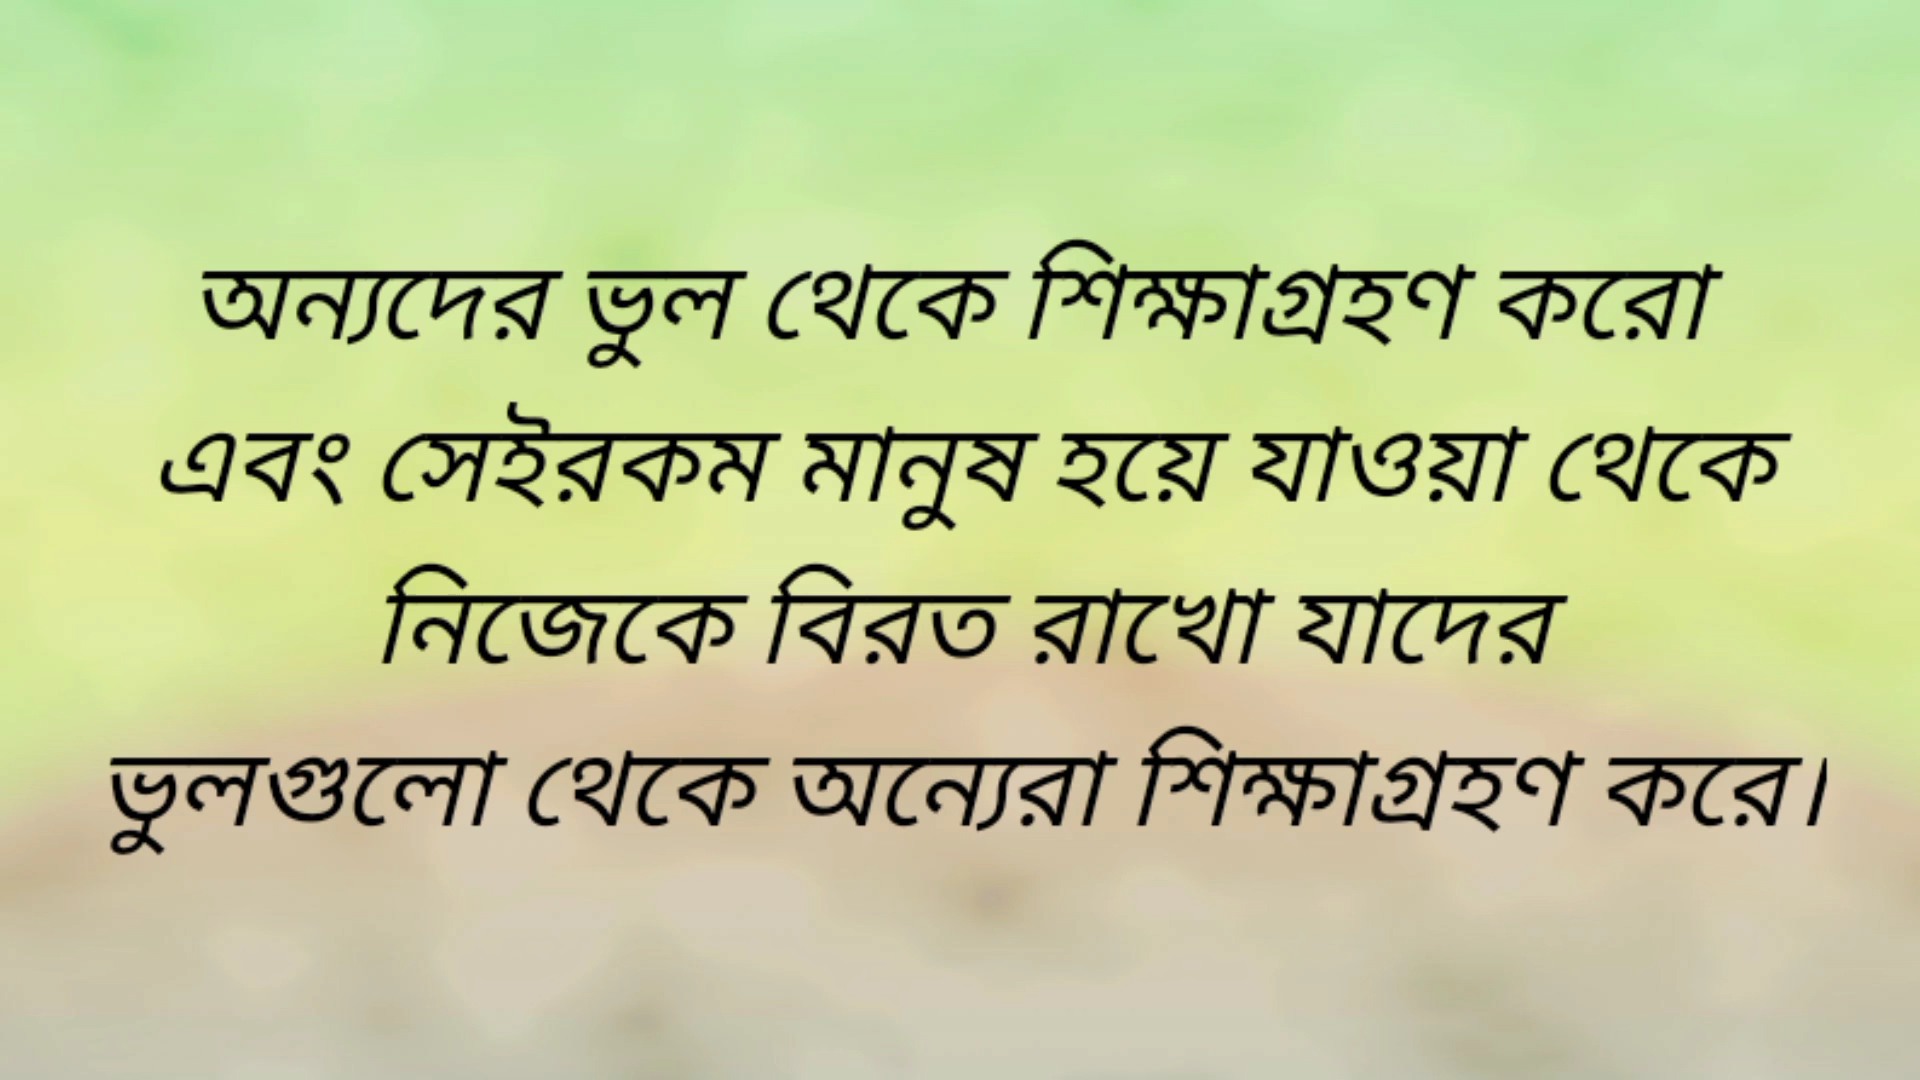 অন্যদের ভুল থেকে শিক্ষাগ্রহণ করো
এবং সেইরকম মানুষ হয়ে যাওয়া থেকে
নিজেকে বিরত রাখো যাদের
ভুলগুলো থেকে অন্যেরা শিক্ষাগ্রহণ করে।